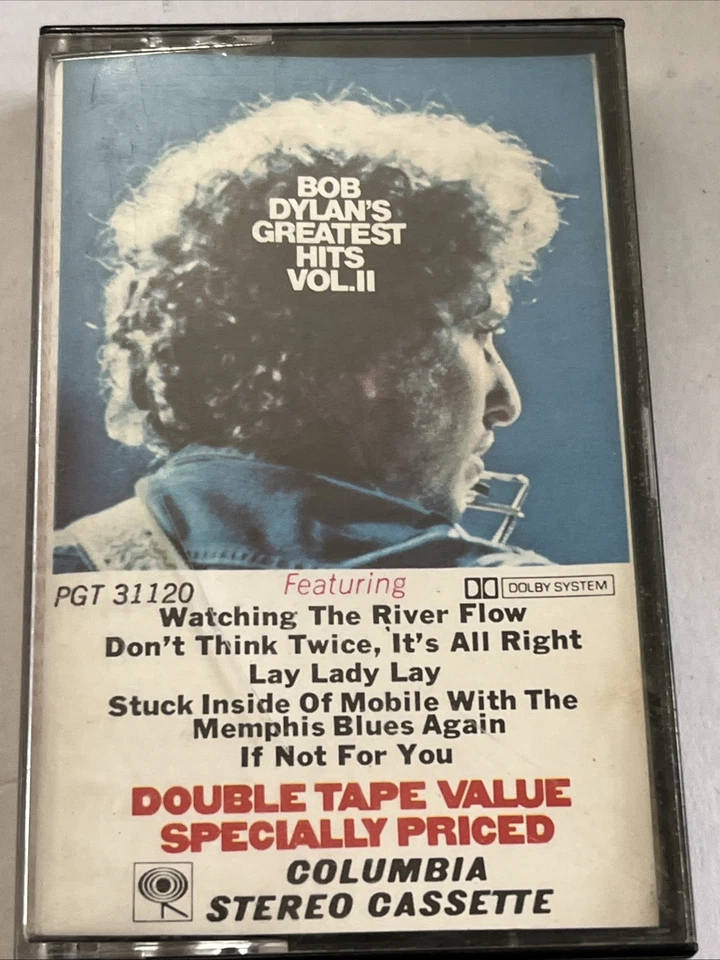 BOB
DYLAN'S
GREATEST
HITS
VOL.II
PGT 31120
Featuring
DOLBY SYSTEM
Watching The River Flow
Don't Think Twice, It's All Right
Lay Lady Lay
Stuck Inside Of Mobile With The
Memphis Blues Again
If Not For You
DOUBLE TAPE VALUE
SPECIALLY PRICED
COLUMBIA
STEREO CASSETTE